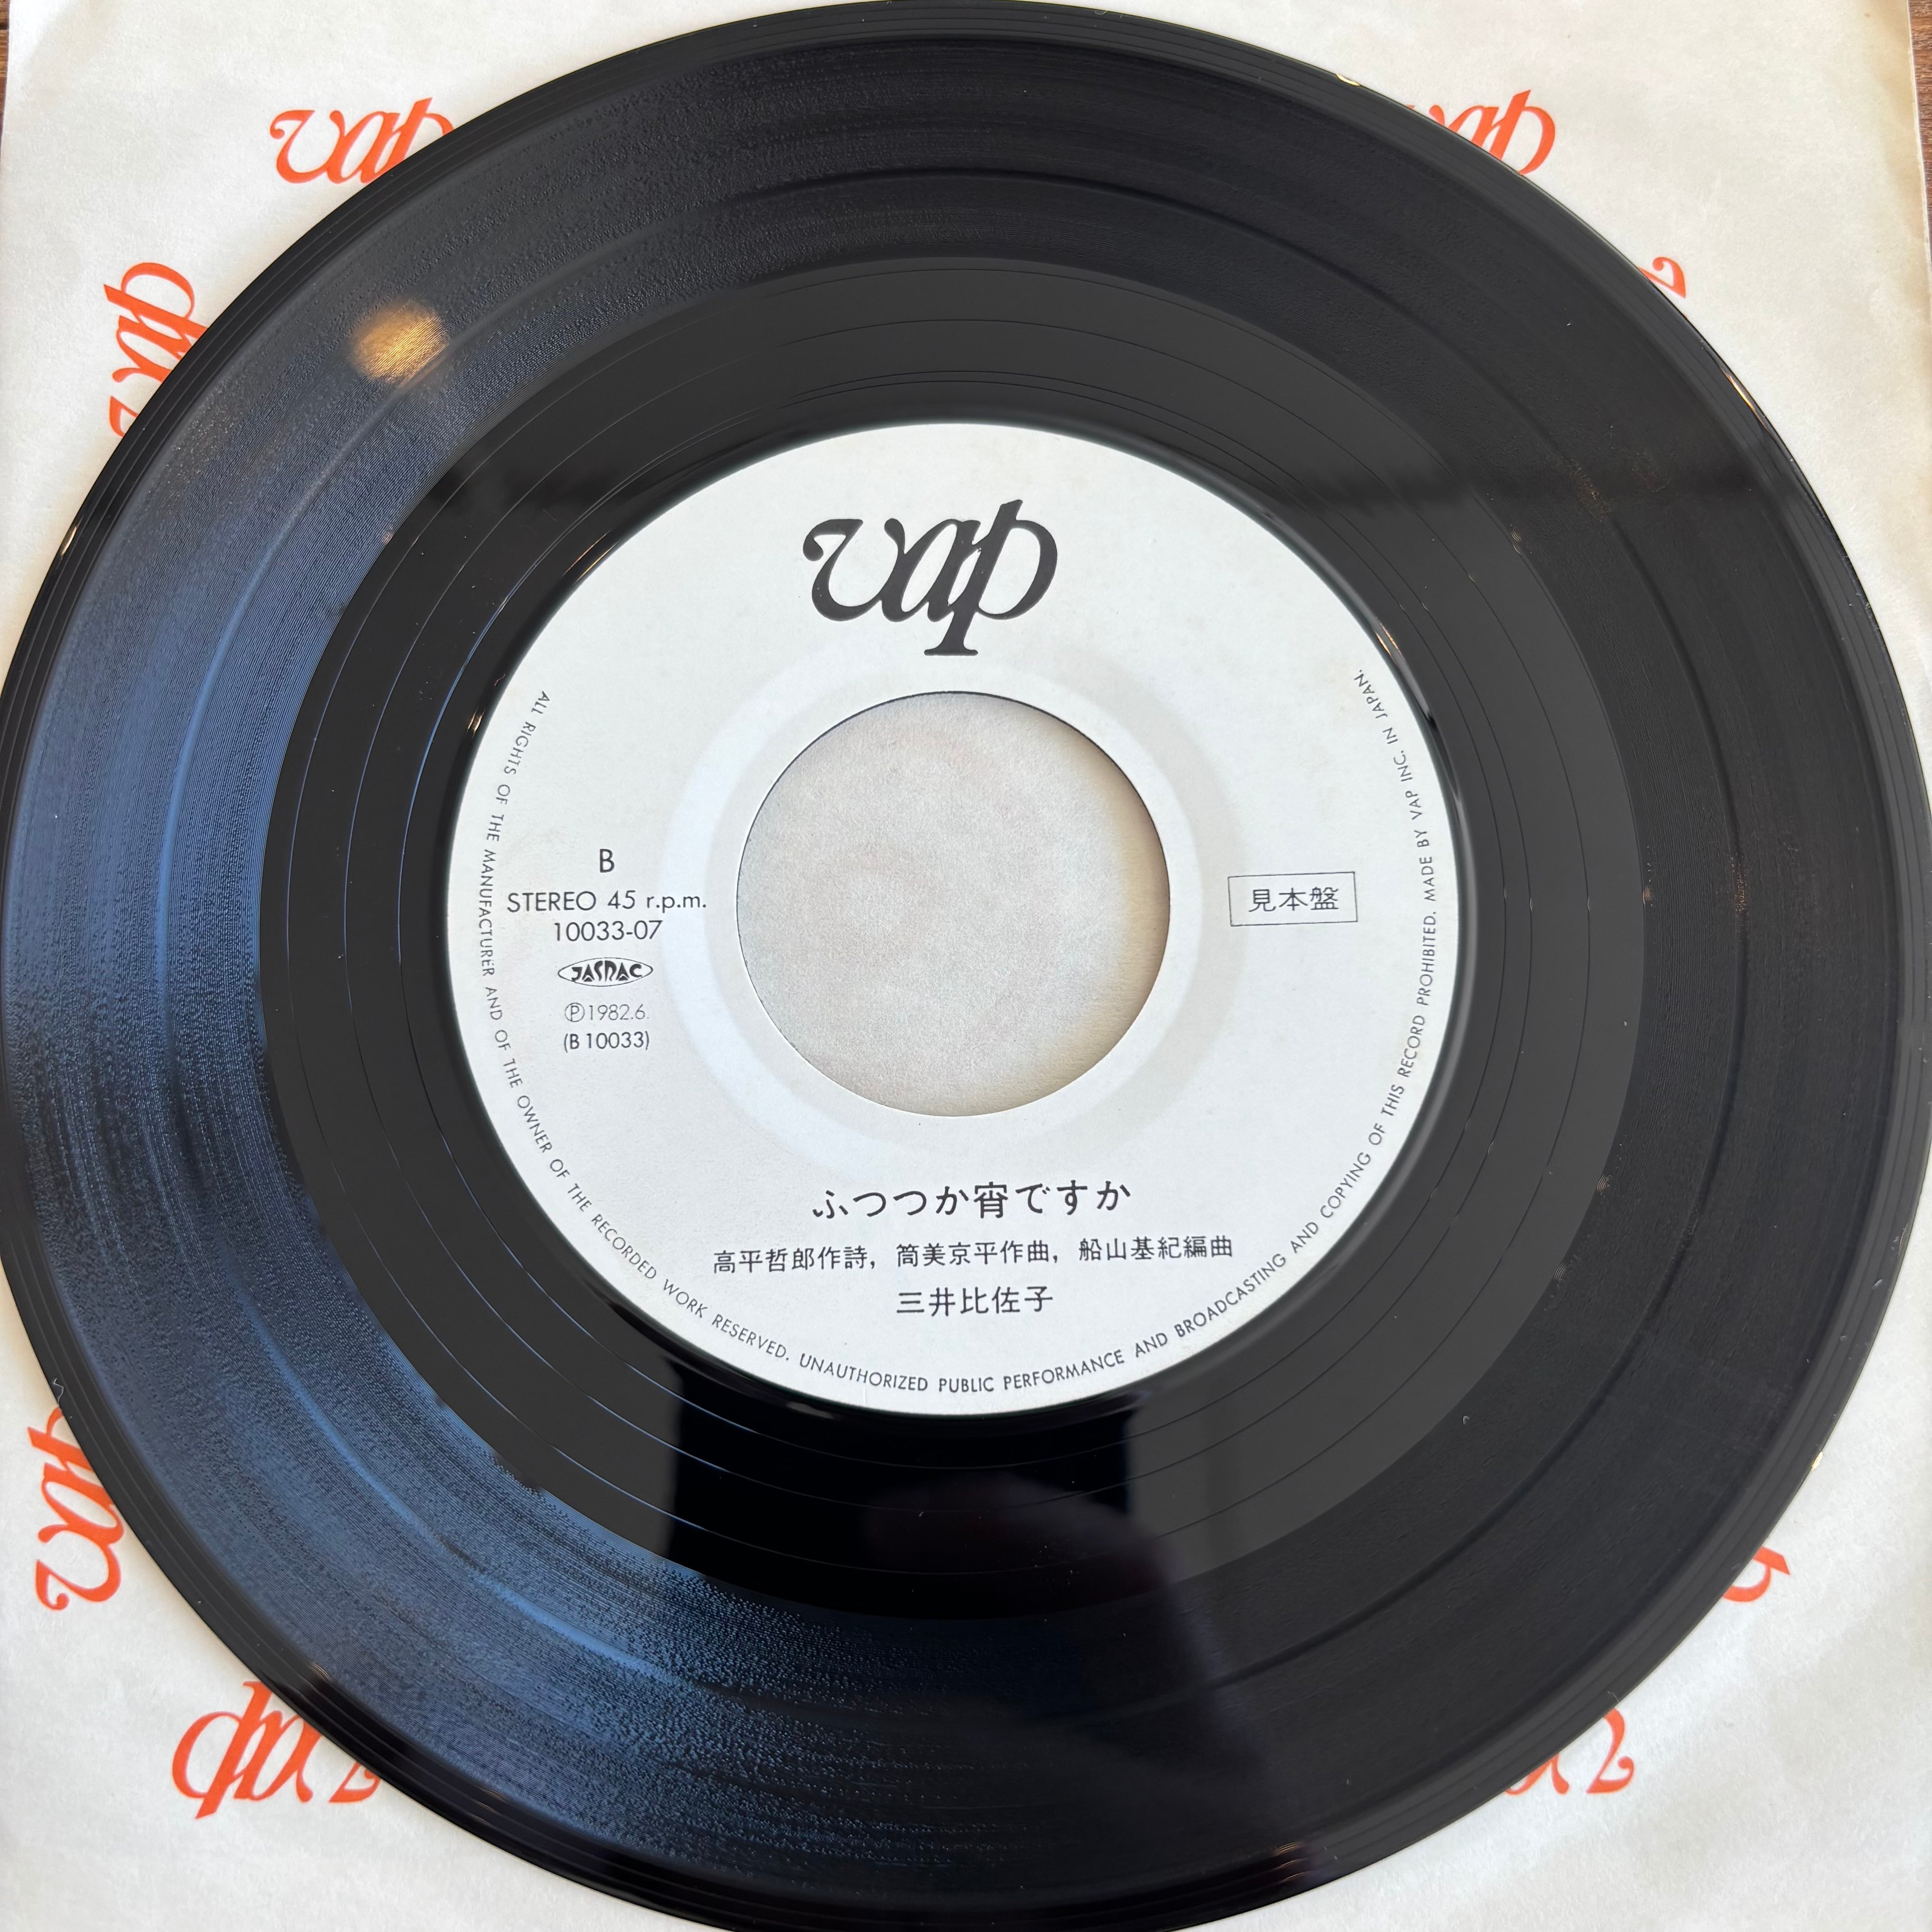 vap
vap
vap
vap
B
STEREO 45 r.p.m.
10033-07
JASRAC
Ⓟ1982.6.
(B 10033)
見本盤
ふつつか宵ですか
高平哲郎作詩, 筒美京平作曲, 船山基紀編曲
三井比佐子
ALL RIGHTS OF THE MANUFACTURER AND OF THE OWNER OF THE RECORDED WORK RESERVED. UNAUTHORIZED PUBLIC PERFORMANCE AND BROADCASTING AND COPYING OF THIS RECORD PROHIBITED. MADE BY VAP INC. IN JAPAN.
vap
vap